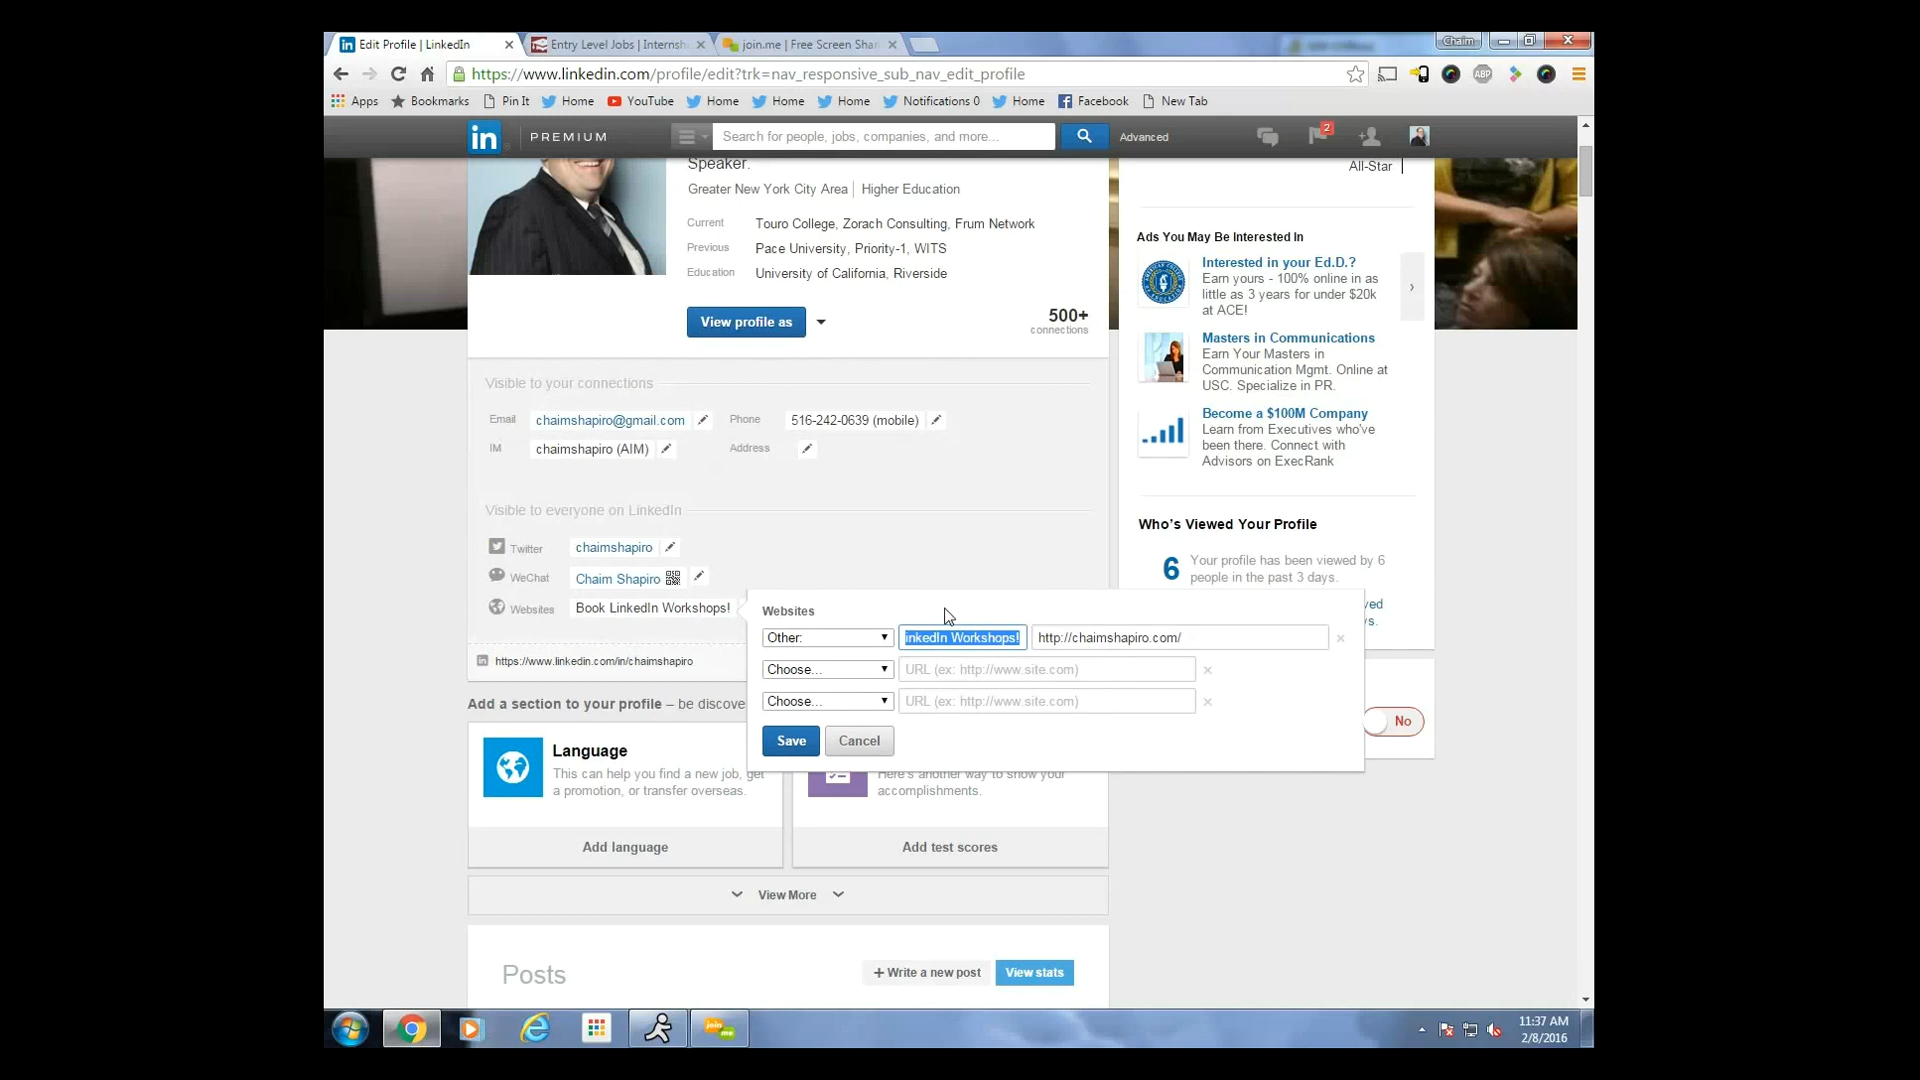 Edit Profile | LinkedIn
Entry Level Jobs | Internsh
join.me | Free Screen Shar
Chaim
https://www.linkedin.com/profile/edit?trk=nav_responsive_sub_nav_edit_profile
ABP
Apps Bookmarks Pin It Home YouTube Home Home Home Notifications 0 Home Facebook New Tab
in PREMIUM Search for people, jobs, companies, and more... Advanced 2
Speaker.
Greater New York City Area | Higher Education
Current Touro College, Zorach Consulting, Frum Network
Previous Pace University, Priority-1, WITS
Education University of California, Riverside
View profile as
500+
connections
All-Star
Ads You May Be Interested In
Interested in your Ed.D.?
Earn yours - 100% online in as
little as 3 years for under $20k
at ACE!
Masters in Communications
Earn Your Masters in
Communication Mgmt. Online at
USC. Specialize in PR.
Become a $100M Company
Learn from Executives who've
been there. Connect with
Advisors on ExecRank
Visible to your connections
Email chaimshapiro@gmail.com Phone 516-242-0639 (mobile)
IM chaimshapiro (AIM) Address
Visible to everyone on LinkedIn
Twitter chaimshapiro
WeChat Chaim Shapiro
Websites Book LinkedIn Workshops!
https://www.linkedin.com/in/chaimshapiro
Who's Viewed Your Profile
6 Your profile has been viewed by 6
people in the past 3 days.
Websites
Other: inkedIn Workshops! http://chaimshapiro.com/
Choose... URL (ex: http://www.site.com)
Choose... URL (ex: http://www.site.com)
Save Cancel
No
Add a section to your profile – be discove
Language
This can help you find a new job, get
a promotion, or transfer overseas.
Add language
Here's another way to show your
accomplishments.
Add test scores
View More
Posts
+ Write a new post
View stats
join me
11:37 AM
2/8/2016